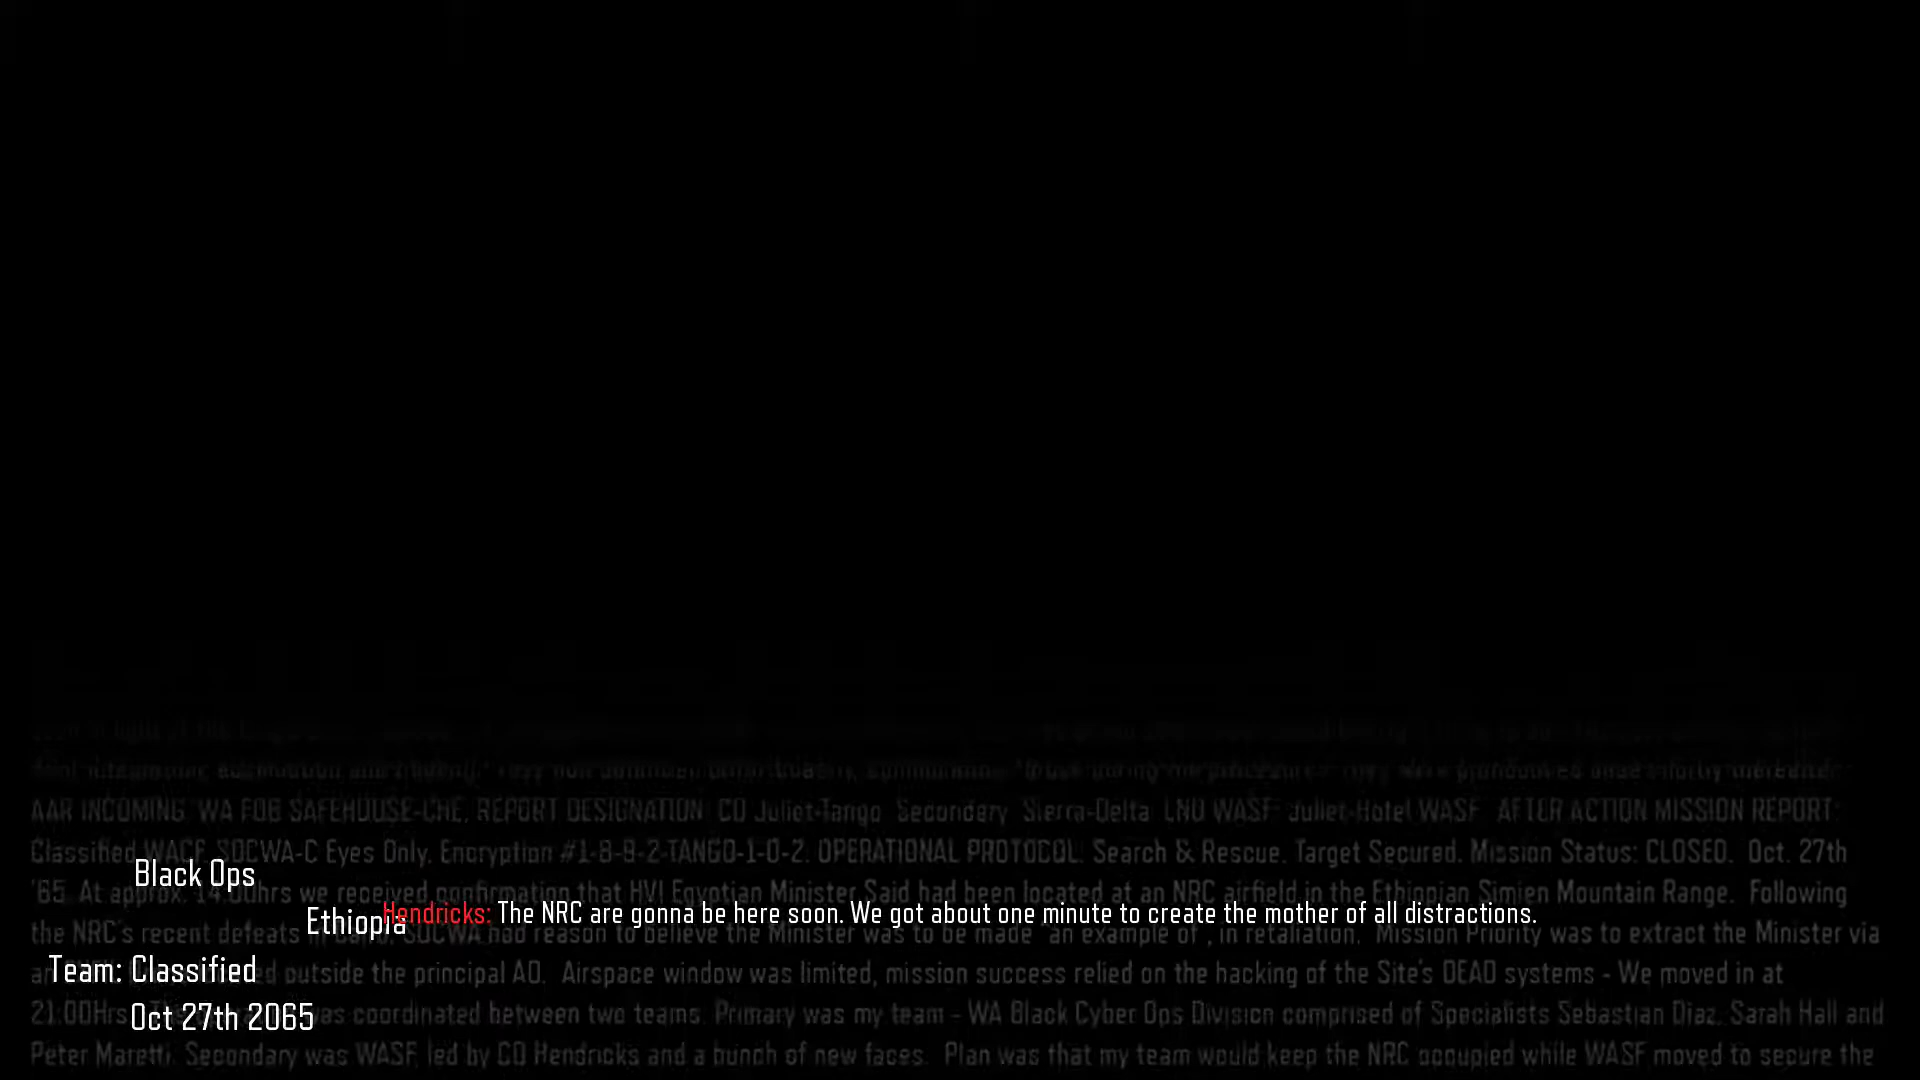 AAR INCOMING. WA FOB SAFEHOUSE-CHE, REPORT DESIGNATION: CO Juliet-Tango Secondary Sierra-Delta LNO WASF Juliet-Hotel WASF AFTER ACTION MISSION REPORT:
Classified WACF SOCWA-C Eyes Only. Encryption #1-8-9-2-TANGO-1-0-2. OPERATIONAL PROTOCOL: Search & Rescue. Target Secured. Mission Status: CLOSED. Oct. 27th
Black Ops
'65. At approx. 14:00hrs we received confirmation that HVI Egyptian Minister Said had been located at an NRC airfield in the Ethiopian Simien Mountain Range. Following
Ethiopia
Hendricks: The NRC are gonna be here soon. We got about one minute to create the mother of all distractions.
the NRC's recent defeats in SOCWA had reason to believe the Minister was to be made 'an example of', in retaliation. Mission Priority was to extract the Minister via
Team: Classified
outside the principal AO. Airspace window was limited, mission success relied on the hacking of the Site's DEAD systems - We moved in at
Oct 27th 2065
21:00Hrs. was coordinated between two teams. Primary was my team - WA Black Cyber Ops Division comprised of Specialists Sebastian Diaz, Sarah Hall and
Peter Maretti. Secondary was WASF, led by CO Hendricks and a bunch of new faces. Plan was that my team would keep the NRC occupied while WASF moved to secure the